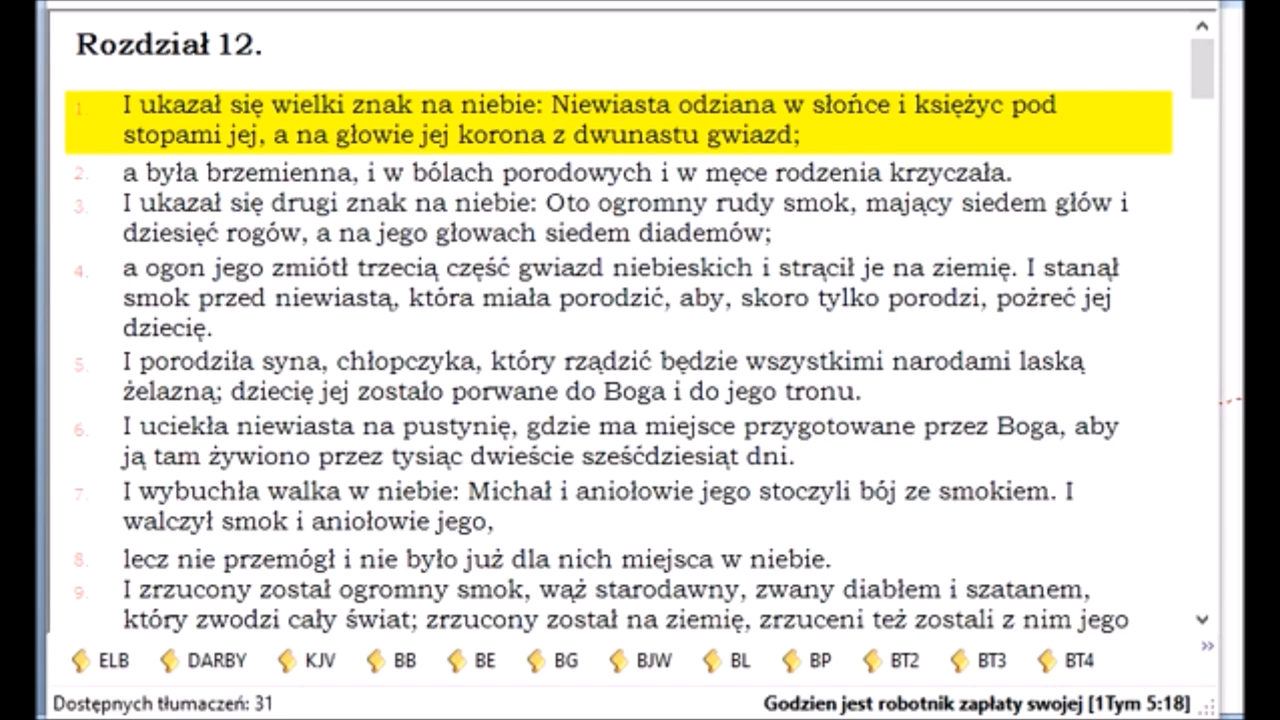 Rozdział 12.
1. I ukazał się wielki znak na niebie: Niewiasta odziana w słońce i księżyc pod
stopami jej, a na głowie jej korona z dwunastu gwiazd;
2. a była brzemienna, i w bólach porodowych i w męce rodzenia krzyczała.
3. I ukazał się drugi znak na niebie: Oto ogromny rudy smok, mający siedem głów i
dziesięć rogów, a na jego głowach siedem diademów;
4. a ogon jego zmiótł trzecią część gwiazd niebieskich i strącił je na ziemię. I stanął
smok przed niewiastą, która miała porodzić, aby, skoro tylko porodzi, pożreć jej
dziecię.
5. I porodziła syna, chłopczyka, który rządzić będzie wszystkimi narodami laską
żelazną; dziecię jej zostało porwane do Boga i do jego tronu.
6. I uciekła niewiasta na pustynię, gdzie ma miejsce przygotowane przez Boga, aby
ją tam żywiono przez tysiąc dwieście sześćdziesiąt dni.
7. I wybuchła walka w niebie: Michał i aniołowie jego stoczyli bój ze smokiem. I
walczył smok i aniołowie jego,
8. lecz nie przemógł i nie było już dla nich miejsca w niebie.
9. I zrzucony został ogromny smok, wąż starodawny, zwany diabłem i szatanem,
który zwodzi cały świat; zrzucony został na ziemię, zrzuceni też zostali z nim jego
ELB DARBY KJV BB BE BG BJW BL BP BT2 BT3 BT4
Dostępnych tłumaczeń: 31 Godzien jest robotnik zapłaty swojej [1Tym 5:18]